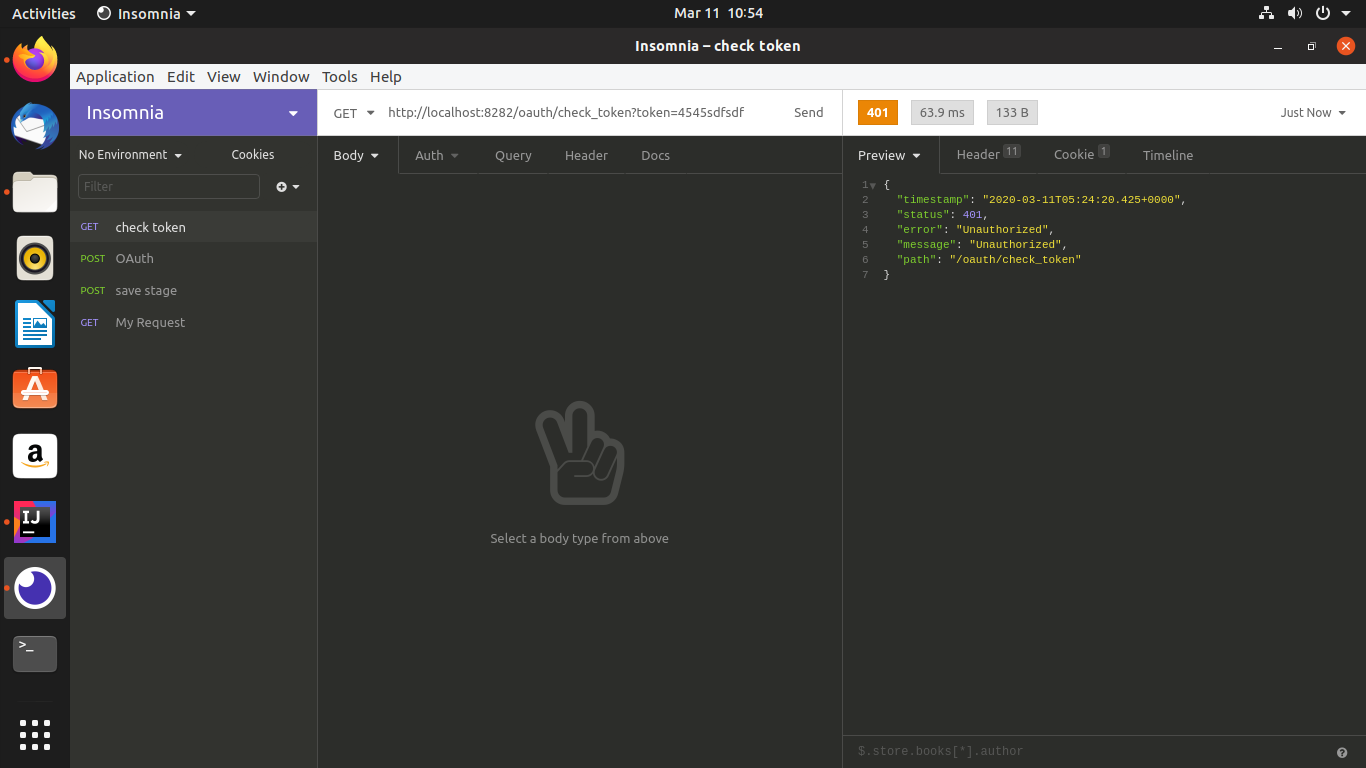 Activities Insomnia Mar 11 10:54
Insomnia – check token
Application Edit View Window Tools Help
Insomnia
GET http://localhost:8282/oauth/check_token?token=4545sdfsdf Send
401 63.9 ms 133 B Just Now
No Environment Cookies
Body Auth Query Header Docs
Preview Header 11 Cookie 1 Timeline
Filter
GET check token
POST OAuth
POST save stage
GET My Request
Select a body type from above
1 {
2 "timestamp": "2020-03-11T05:24:20.425+0000",
3 "status": 401,
4 "error": "Unauthorized",
5 "message": "Unauthorized",
6 "path": "/oauth/check_token"
7 }
$.store.books[*].author
a
IJ
>_